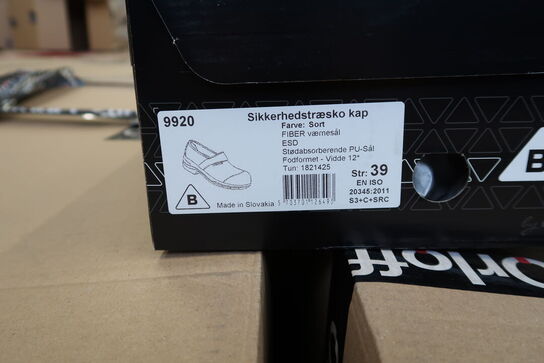 9920
Sikkerhedstræsko kap
Farve: Sort
FIBER værnesål
ESD
Stødabsorberende PU-Sål
Fodformet - Vidde 12*
Tun: 1821425
Str: 39
EN ISO
20345:2011
S3+C+SRC
B
Made in Slovakia
B